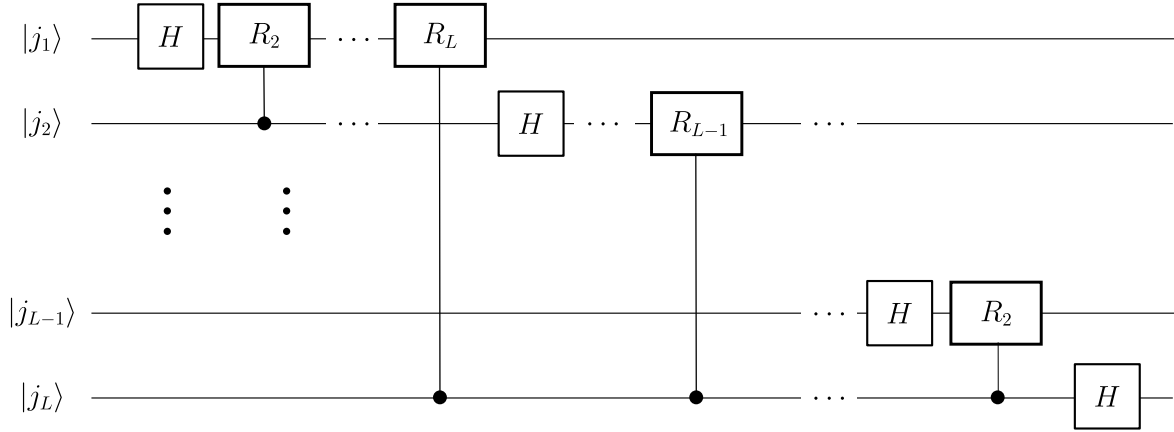 |j₁⟩ H R₂ ⋯ R_L
|j₂⟩ ⋯ H ⋯ R_{L−1} ⋯
⋮ ⋮
|j_{L−1}⟩ ⋯ H R₂
|j_L⟩ ⋯ H